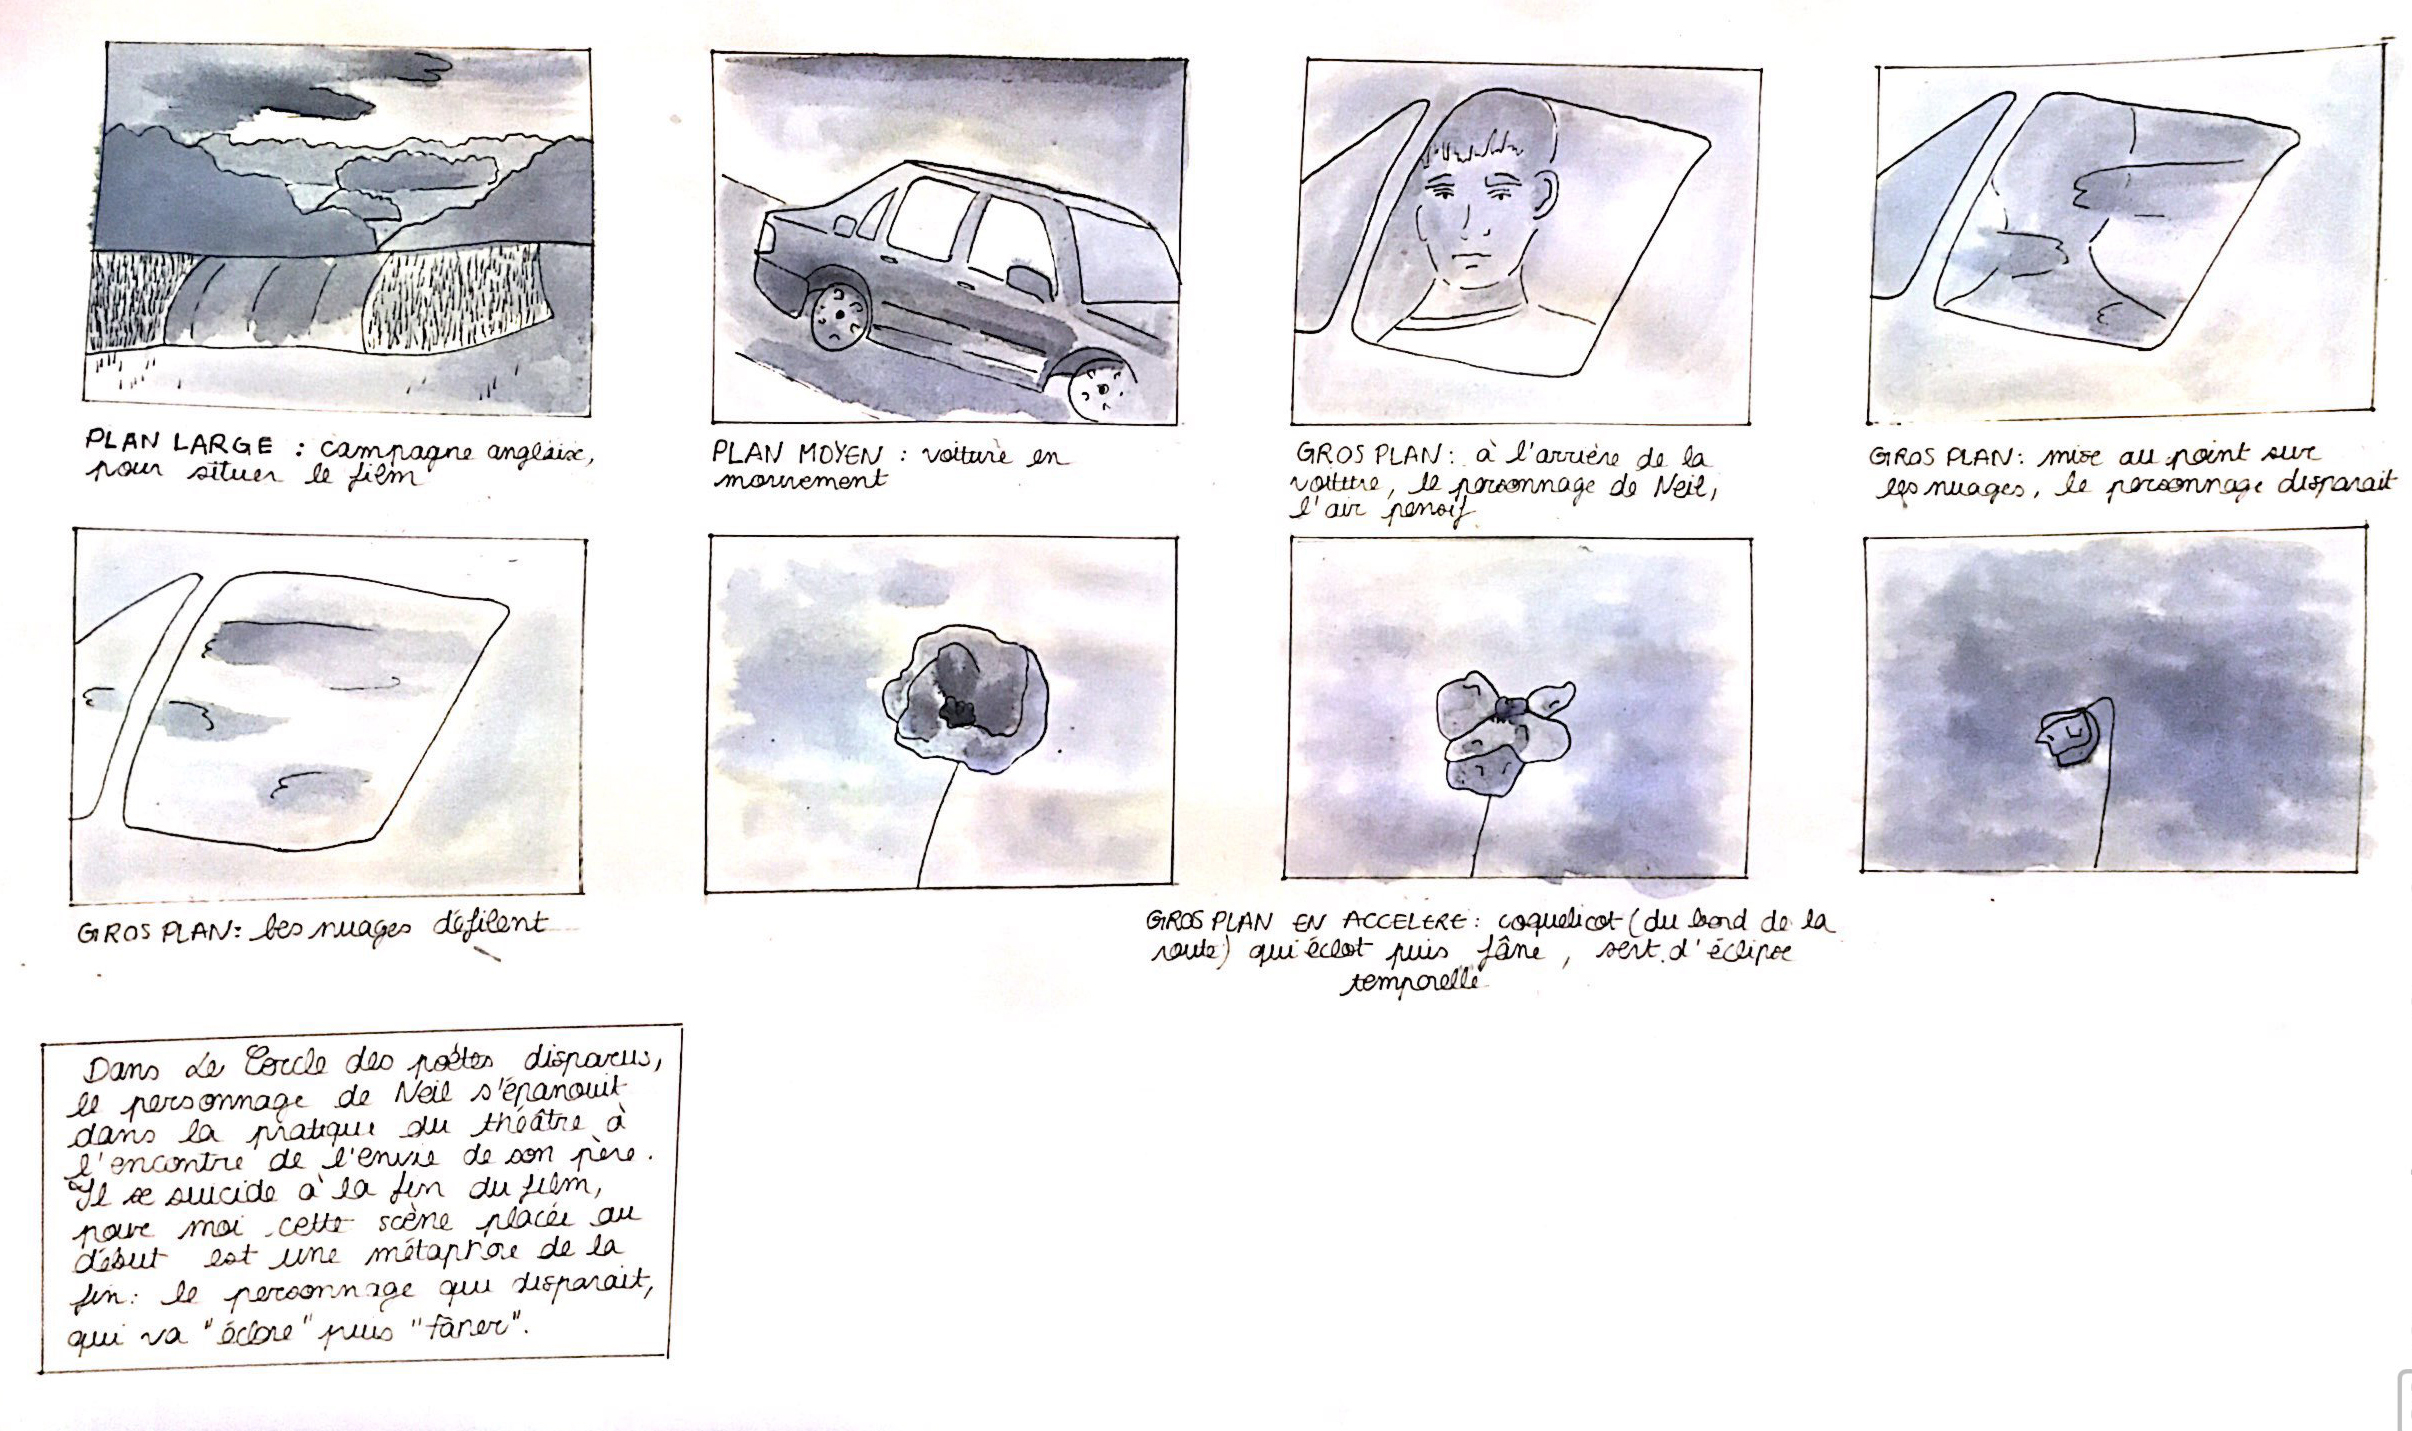 PLAN LARGE : campagne anglaise,
pour situer le film
PLAN MOYEN : voiture en
mouvement
GROS PLAN : à l'arrière de la
voiture, le personnage de Neil,
l'air pensif
GROS PLAN : mise au point sur
les nuages, le personnage disparait
GROS PLAN : les nuages défilent
GROS PLAN EN ACCELERE : coquelicot (du bord de la
route) qui éclot puis fâne, sert d'éclipse
temporelle
Dans Le Cercle des poètes disparus,
le personnage de Neil s'épanouit
dans la pratique du théâtre à
l'encontre de l'envie de son père.
Il se suicide à la fin du film,
pour moi cette scène placée au
début est une métaphore de la
fin : le personnage qui disparait,
qui va "éclore" puis "fâner".